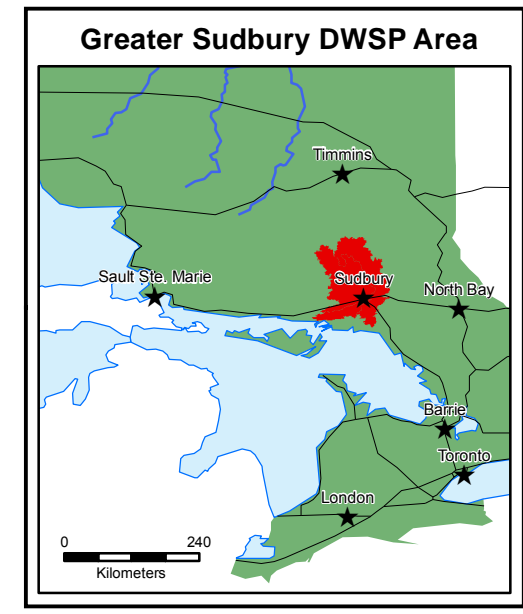 Greater Sudbury DWSP Area
Timmins
Sault Ste. Marie
Sudbury
North Bay
Barrie
Toronto
London
0 240
Kilometers